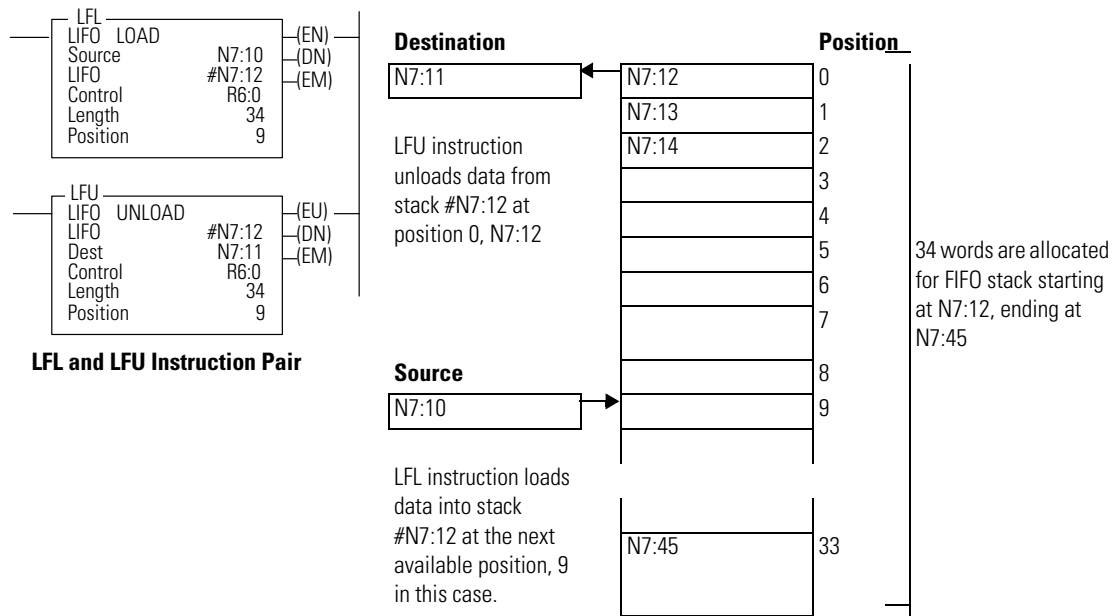 LFL
LIFO LOAD
Source N7:10
LIFO #N7:12
Control R6:0
Length 34
Position 9
(EN)
(DN)
(EM)
LFU
LIFO UNLOAD
LIFO #N7:12
Dest N7:11
Control R6:0
Length 34
Position 9
(EU)
(DN)
(EM)
LFL and LFU Instruction Pair
Destination
N7:11
LFU instruction
unloads data from
stack #N7:12 at
position 0, N7:12
Source
N7:10
LFL instruction loads
data into stack
#N7:12 at the next
available position, 9
in this case.
Position
N7:12 0
N7:13 1
N7:14 2
3
4
5
6
7
8
9
N7:45 33
34 words are allocated
for FIFO stack starting
at N7:12, ending at
N7:45